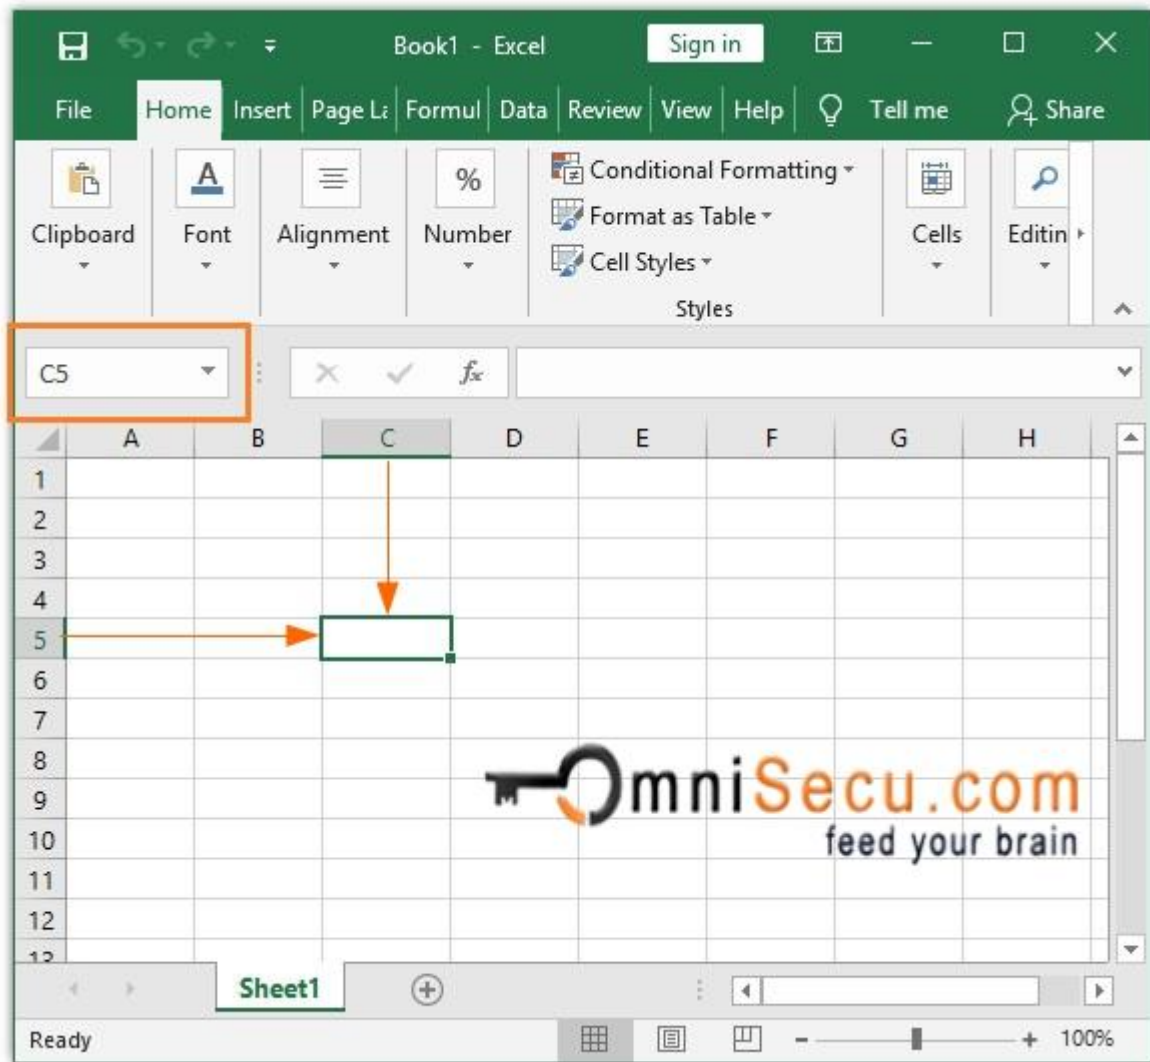 Book1 - Excel Sign in
File Home Insert Page La Formul Data Review View Help Tell me Share
Conditional Formatting
Format as Table
Cell Styles
Clipboard Font Alignment % Number Cells Editin
Styles
C5 fx
A B C D E F G H
1
2
3
4
5
6
7
8
9
10
11
12
13
OmniSecu.com
feed your brain
Sheet1
Ready 100%